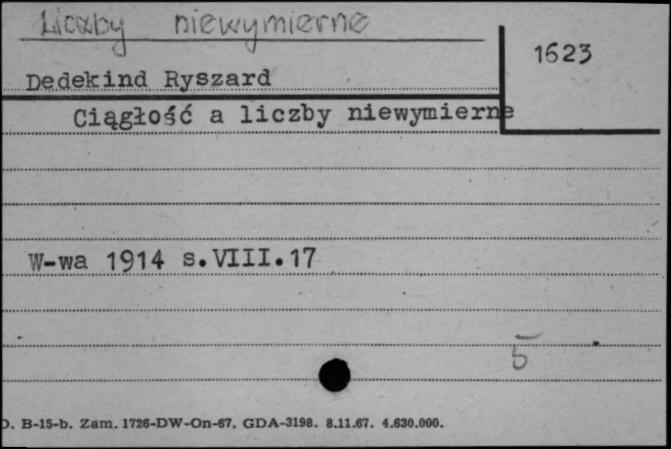 Liczby niewymierne
1623
Dedekind Ryszard
Ciągłość a liczby niewymierne
W-wa 1914 s.VIII.17
5
. B-15-b. Zam. 1726-DW-On-67. GDA-3198. 8.11.67. 4.630.000.